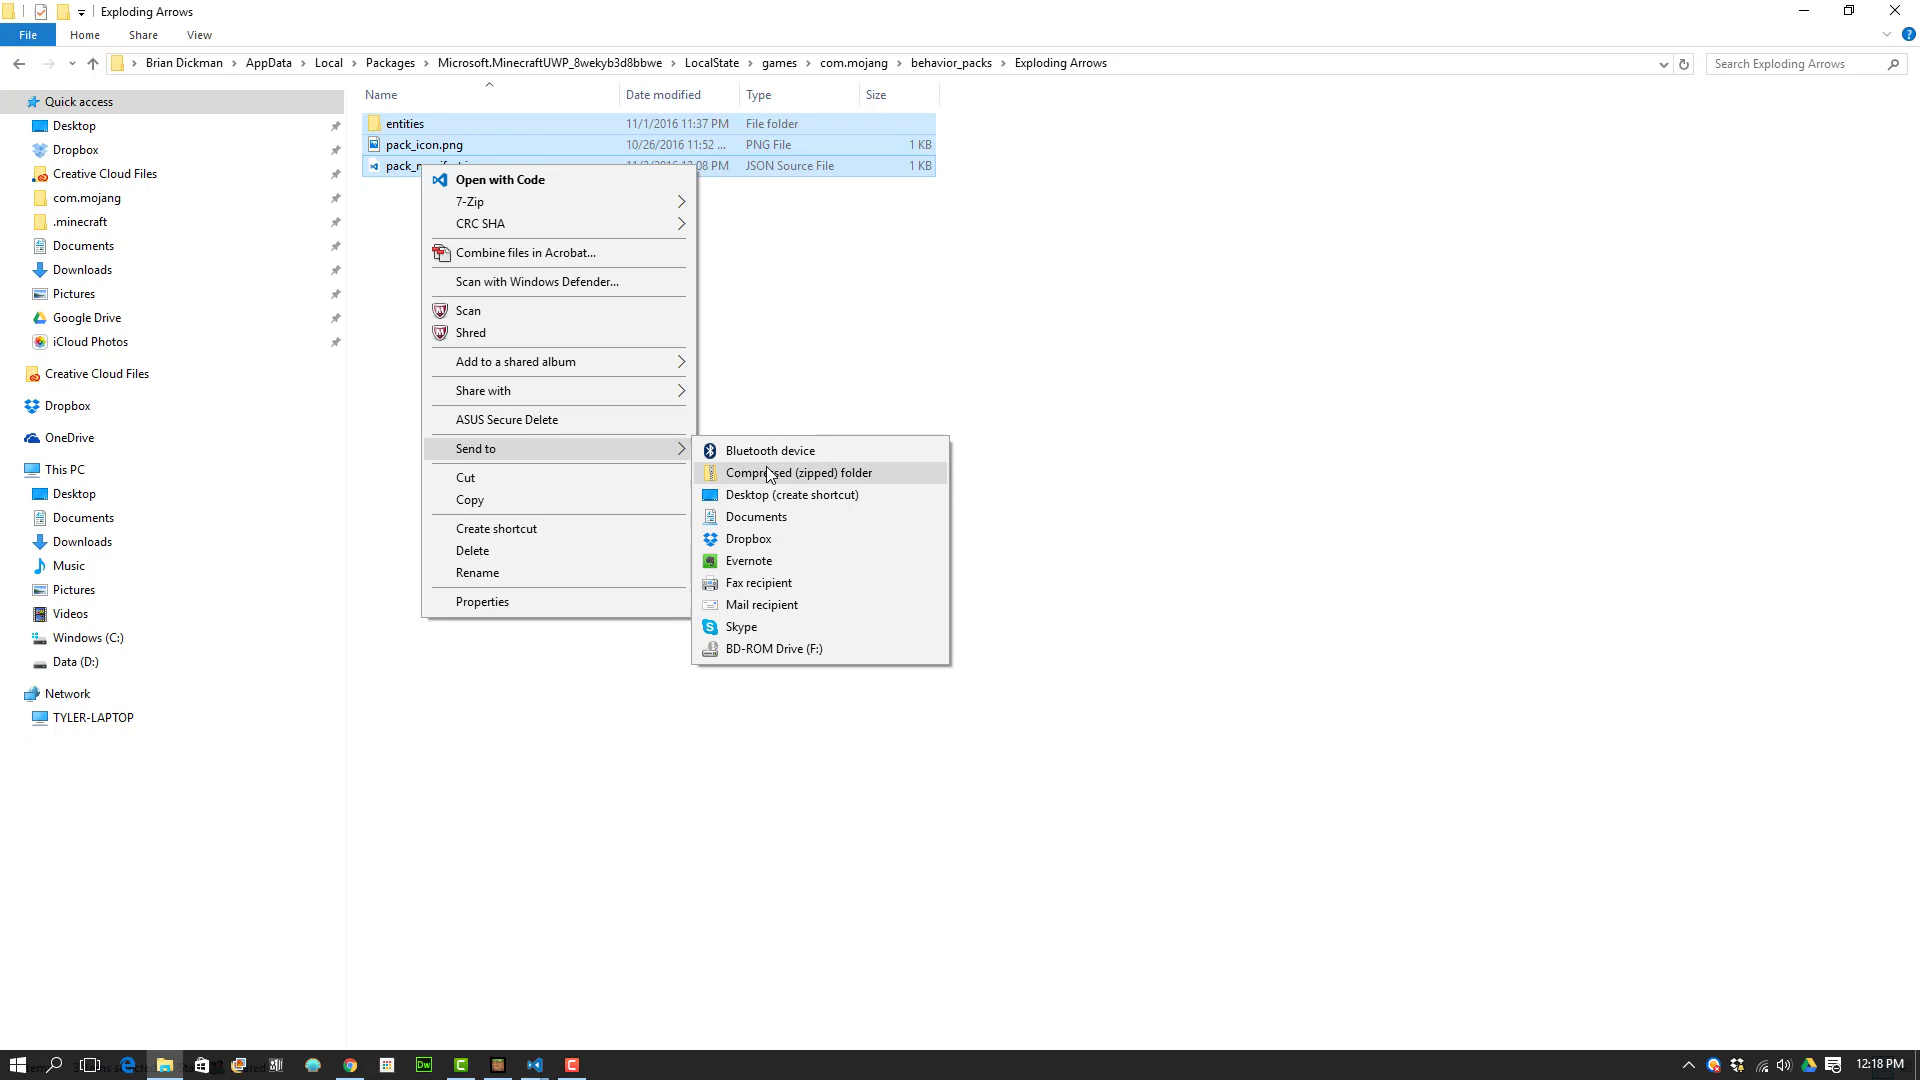 Exploding Arrows
File Home Share View
Brian Dickman AppData Local Packages Microsoft.MinecraftUWP_8wekyb3d8bbwe LocalState games com.mojang behavior_packs Exploding Arrows Search Exploding Arrows
Name Date modified Type Size
Quick access
Desktop
Dropbox
Creative Cloud Files
com.mojang
.minecraft
Documents
Downloads
Pictures
Google Drive
iCloud Photos
Creative Cloud Files
Dropbox
OneDrive
This PC
Desktop
Documents
Downloads
Music
Pictures
Videos
Windows (C:)
Data (D:)
Network
TYLER-LAPTOP
entities 11/1/2016 11:37 PM File folder
pack_icon.png 10/26/2016 11:52 ... PNG File 1 KB
:08 PM JSON Source File 1 KB
Open with Code
7-Zip
CRC SHA
Combine files in Acrobat...
Scan with Windows Defender...
Scan
Shred
Add to a shared album
Share with
ASUS Secure Delete
Send to
Cut
Copy
Create shortcut
Delete
Rename
Properties
Bluetooth device
Compressed (zipped) folder
Desktop (create shortcut)
Documents
Dropbox
Evernote
Fax recipient
Mail recipient
Skype
BD-ROM Drive (F:)
Dw
12:18 PM